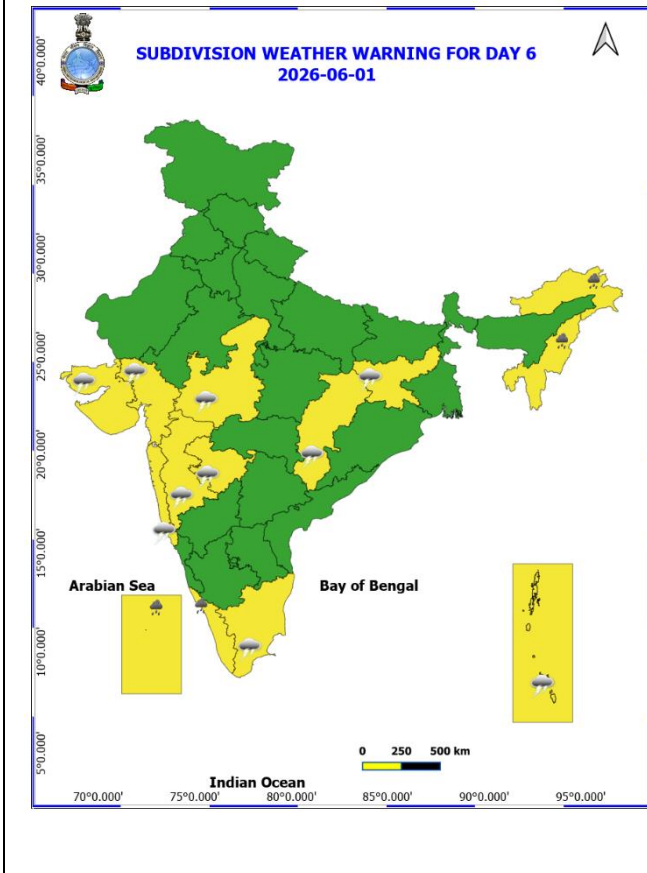 SUBDIVISION WEATHER WARNING FOR DAY 6
2026-06-01
40°0.000'
35°0.000'
30°0.000'
25°0.000'
20°0.000'
15°0.000'
10°0.000'
5°0.000'
Arabian Sea
Bay of Bengal
0 250 500 km
Indian Ocean
70°0.000' 75°0.000' 80°0.000' 85°0.000' 90°0.000' 95°0.000'